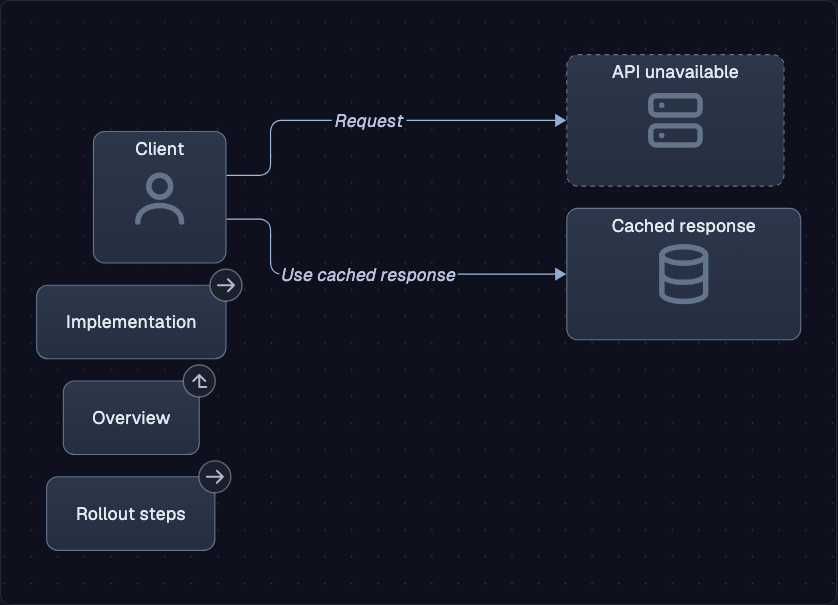 API unavailable
Request
Client
Cached response
Use cached response
Implementation
Overview
Rollout steps